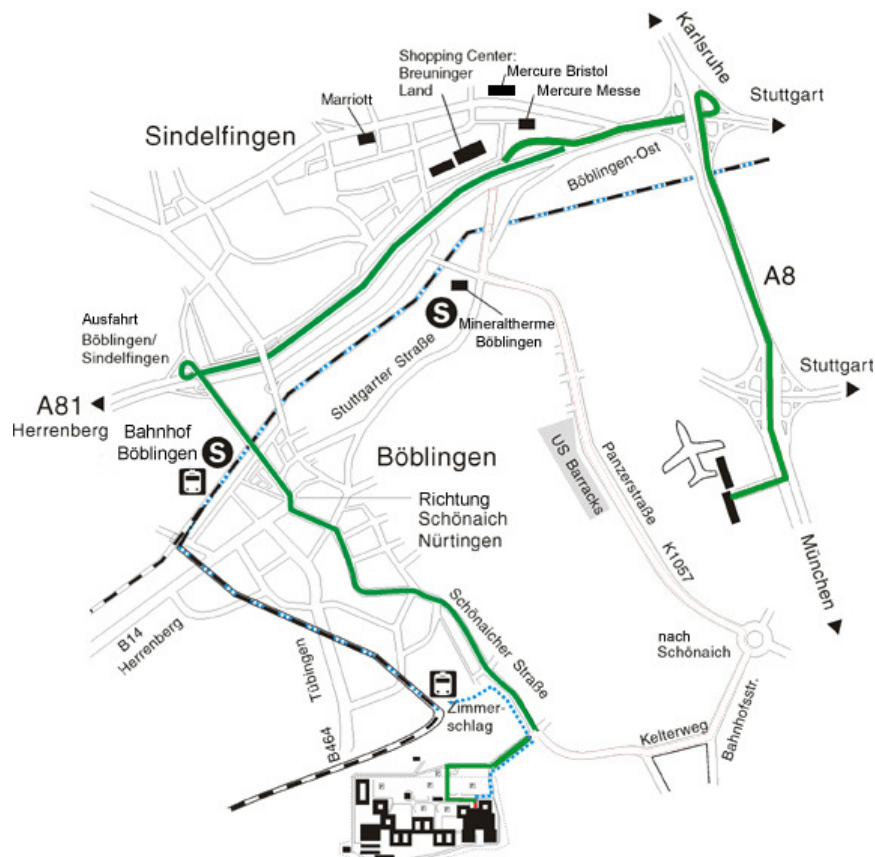 Karlsruhe
Shopping Center:
Breuninger
Land
Mercure Bristol
Mercure Messe
Stuttgart
Marriott
Sindelfingen
Böblingen-Ost
A8
Ausfahrt
Böblingen/
Sindelfingen
S
Mineraltherme
Böblingen
Stuttgarter Straße
Stuttgart
A81
Herrenberg
Bahnhof
Böblingen
S
Böblingen
US Barracks
Panzerstraße
K1057
Richtung
Schönaich
Nürtingen
München
Schönaicher Straße
B14
Herrenberg
Tübingen
B464
nach
Schönaich
Zimmer-
schlag
Kelterweg
Bahnhofsstr.